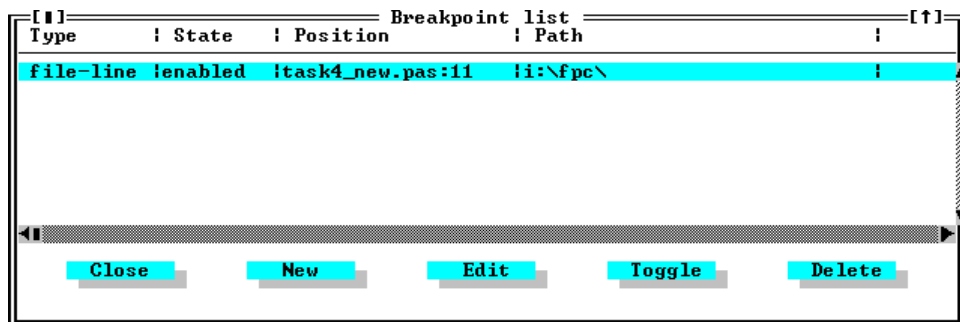 Breakpoint list
Type ¦ State ¦ Position ¦ Path ¦
file-line ¦enabled ¦task4_new.pas:11 ¦i:\fpc\ ¦
Close New Edit Toggle Delete